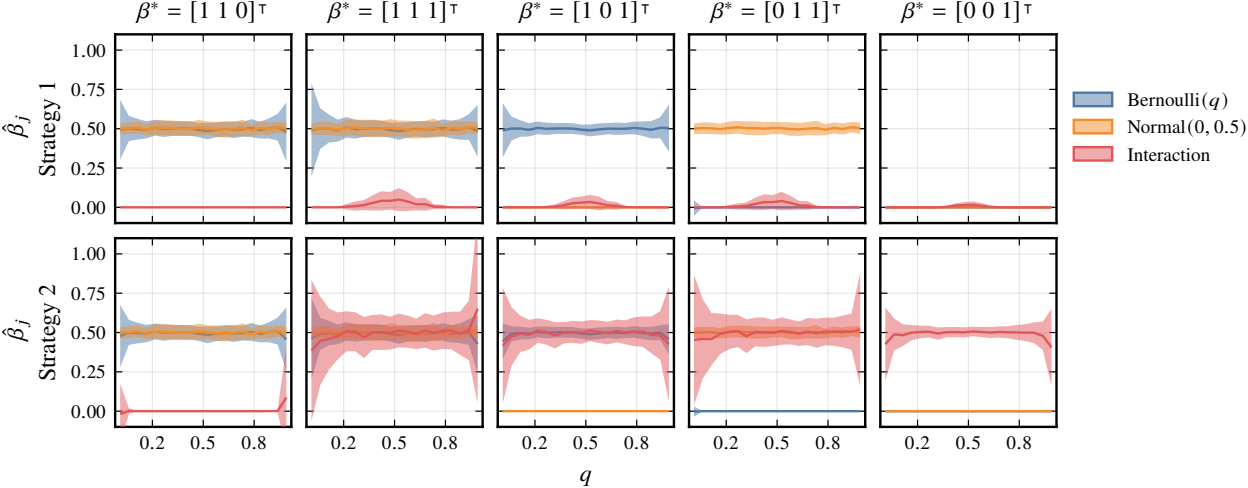 β* = [1 1 0]ᵀ β* = [1 1 1]ᵀ β* = [1 0 1]ᵀ β* = [0 1 1]ᵀ β* = [0 0 1]ᵀ
β̂ⱼ
Strategy 1
1.00
0.75
0.50
0.25
0.00
Bernoulli(q)
Normal(0, 0.5)
Interaction
β̂ⱼ
Strategy 2
1.00
0.75
0.50
0.25
0.00
0.2 0.5 0.8 0.2 0.5 0.8 0.2 0.5 0.8 0.2 0.5 0.8 0.2 0.5 0.8
q